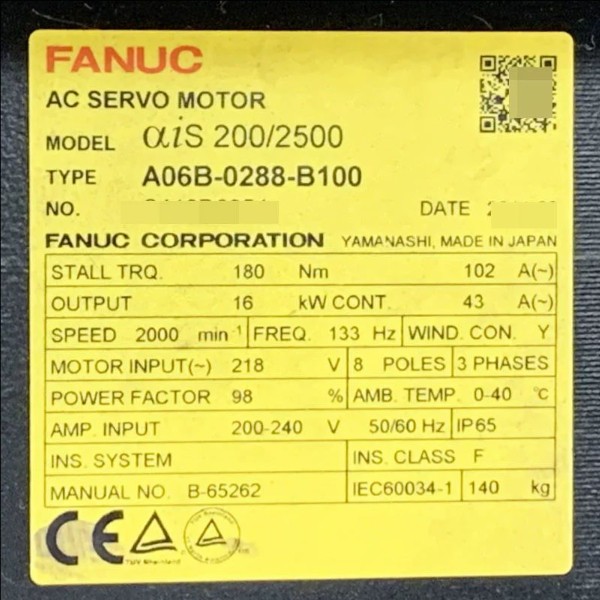 FANUC
AC SERVO MOTOR
MODEL αiS 200/2500
TYPE A06B-0288-B100
NO. DATE
FANUC CORPORATION YAMANASHI, MADE IN JAPAN
STALL TRQ. 180 Nm 102 A(~)
OUTPUT 16 kW CONT. 43 A(~)
SPEED 2000 min-1 FREQ. 133 Hz WIND. CON. Y
MOTOR INPUT(~) 218 V 8 POLES 3 PHASES
POWER FACTOR 98 % AMB. TEMP. 0-40 °C
AMP. INPUT 200-240 V 50/60 Hz IP65
INS. SYSTEM INS. CLASS F
MANUAL NO. B-65262 IEC60034-1 140 kg
CE
TÜV Rheinland